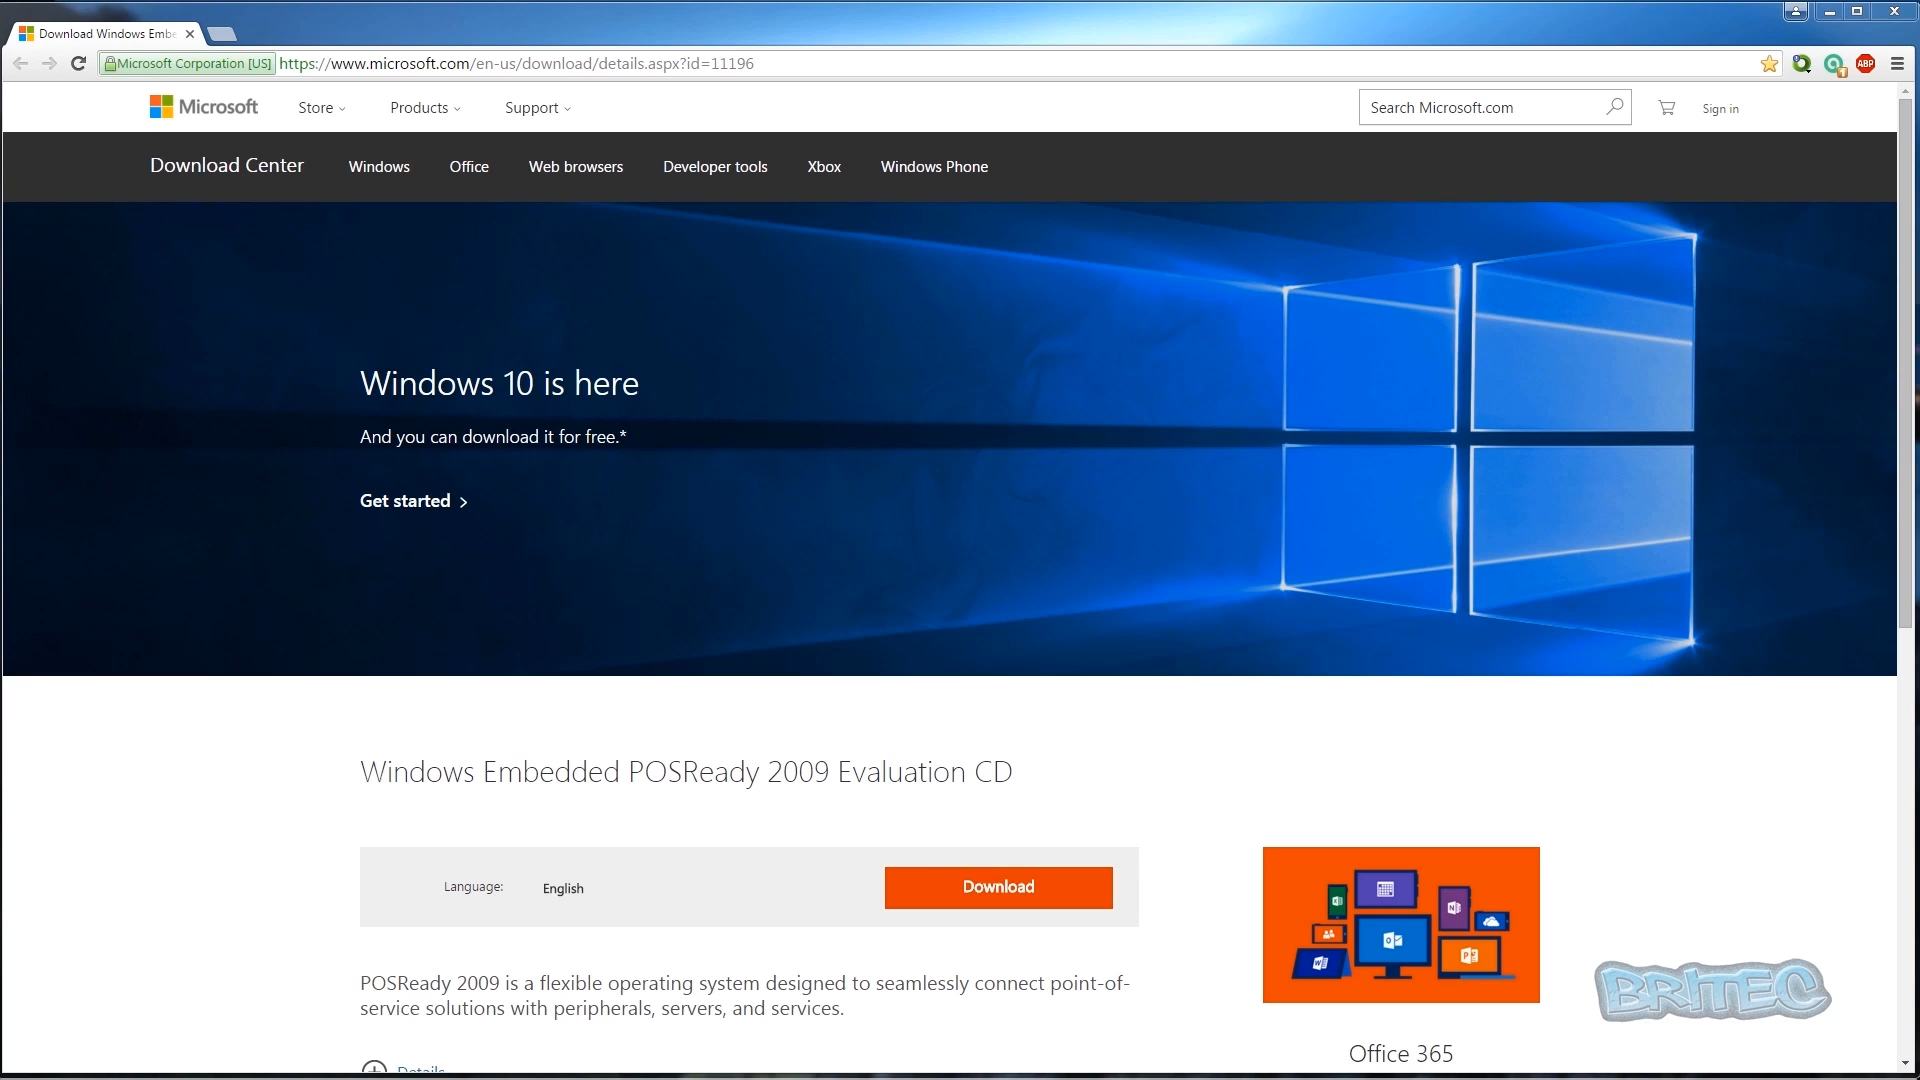 Download Windows Embe
Microsoft Corporation [US] https://www.microsoft.com/en-us/download/details.aspx?id=11196
ABP
Microsoft Store Products Support Search Microsoft.com Sign in
Download Center Windows Office Web browsers Developer tools Xbox Windows Phone
Windows 10 is here
And you can download it for free.*
Get started
Windows Embedded POSReady 2009 Evaluation CD
Language: English Download
POSReady 2009 is a flexible operating system designed to seamlessly connect point-of-
service solutions with peripherals, servers, and services.
BRITEC
Office 365
Details